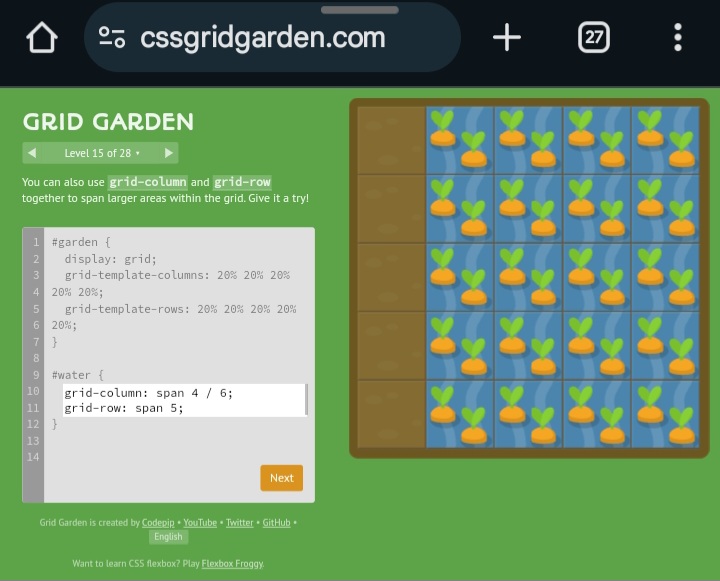 cssgridgarden.com
27
GRID GARDEN
Level 15 of 28
You can also use grid-column and grid-row
together to span larger areas within the grid. Give it a try!
1 #garden {
2 display: grid;
3 grid-template-columns: 20% 20% 20%
4 20% 20%;
5 grid-template-rows: 20% 20% 20% 20%
6 20%;
7 }
8
9 #water {
10 grid-column: span 4 / 6;
11 grid-row: span 5;
12 }
13
14
Next
Grid Garden is created by Codepip • YouTube • Twitter • GitHub •
English
Want to learn CSS flexbox? Play Flexbox Froggy.